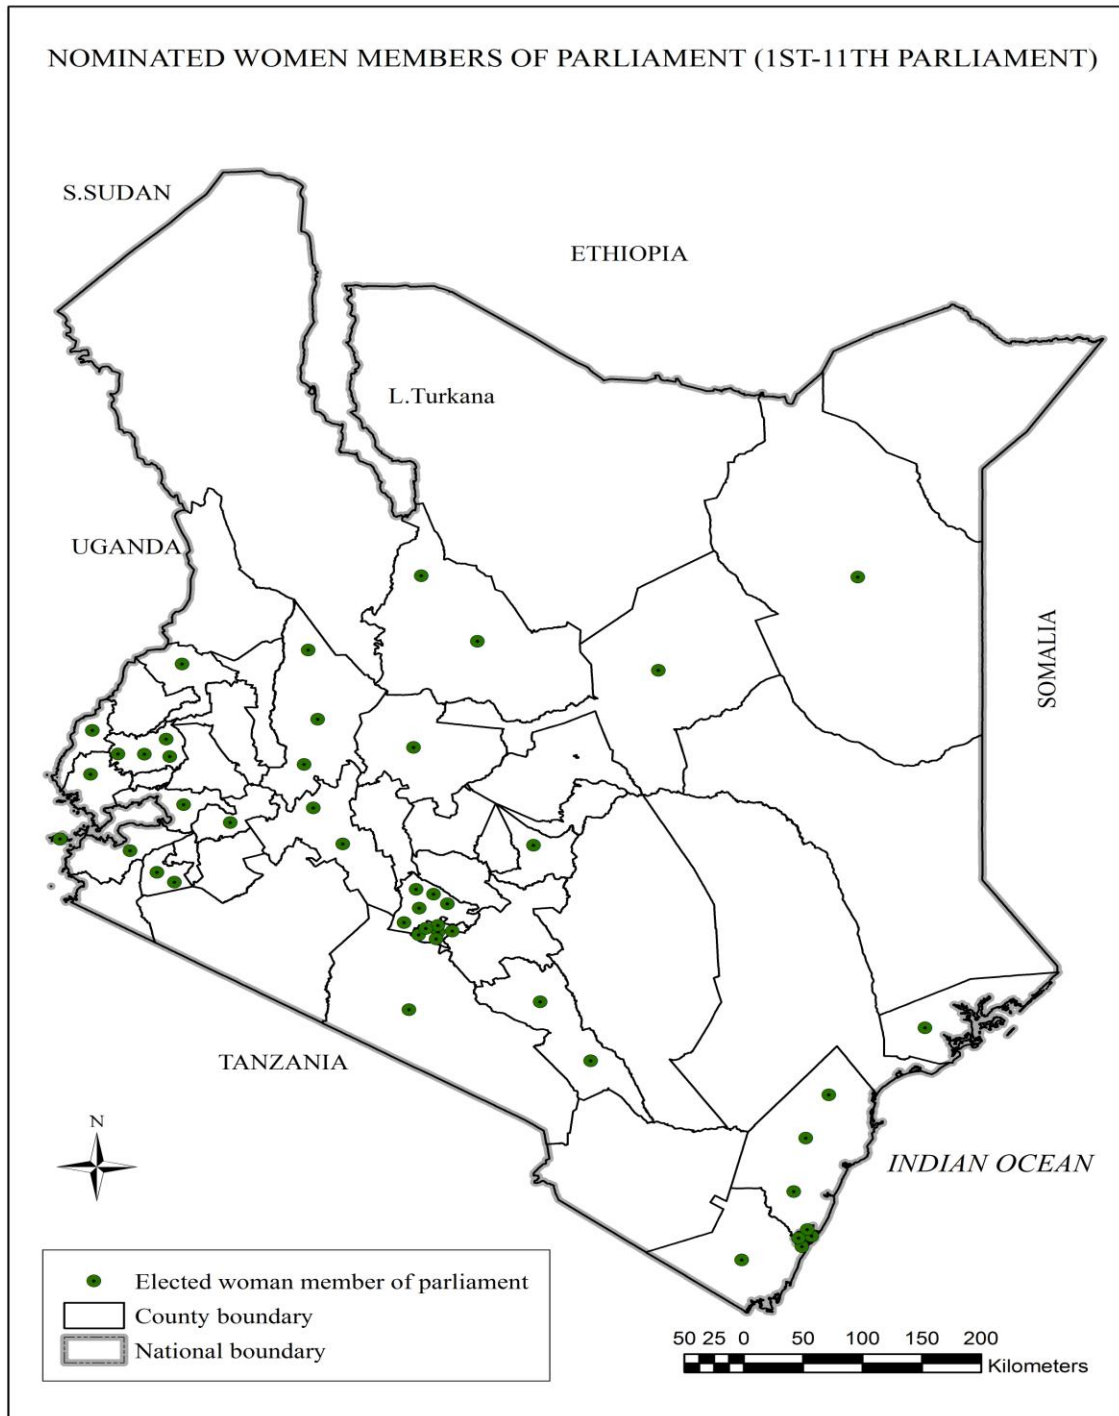 NOMINATED WOMEN MEMBERS OF PARLIAMENT (1ST-11TH PARLIAMENT)
S.SUDAN
ETHIOPIA
L.Turkana
UGANDA
SOMALIA
TANZANIA
N
INDIAN OCEAN
Elected woman member of parliament
County boundary
National boundary
50 25 0 50 100 150 200
Kilometers